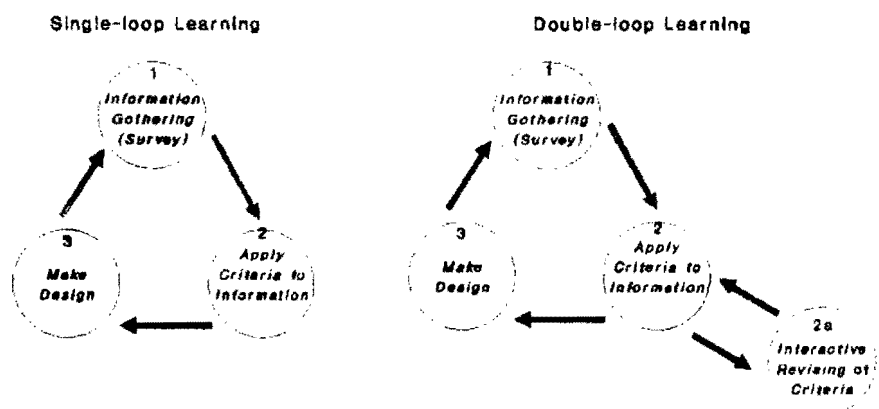 Single-loop Learning
1
Information
Gathering
(Survey)
3
Make
Design
2
Apply
Criteria to
Information
Double-loop Learning
1
Information
Gathering
(Survey)
3
Make
Design
2
Apply
Criteria to
Information
2a
Interactive
Revising of
Criteria